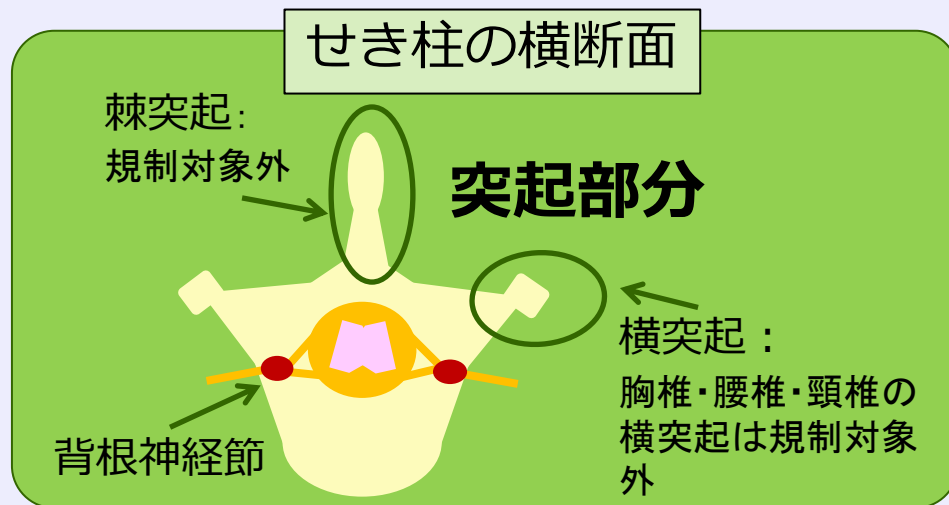 せき柱の横断面
棘突起：
規制対象外
突起部分
横突起：
胸椎・腰椎・頸椎の
横突起は規制対象
外
背根神経節